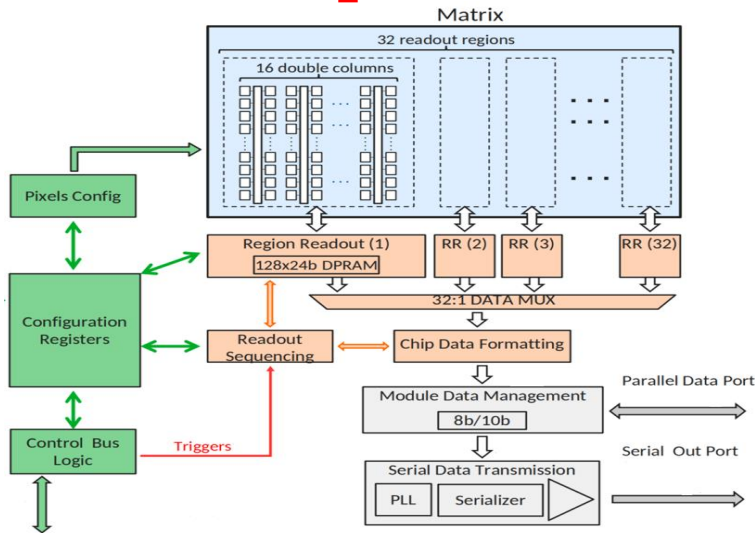 Matrix
32 readout regions
16 double columns
Pixels Config
Region Readout (1)
128x24b DPRAM
RR (2)
RR (3)
RR (32)
32:1 DATA MUX
Configuration
Registers
Readout
Sequencing
Chip Data Formatting
Module Data Management
8b/10b
Parallel Data Port
Control Bus
Logic
Triggers
Serial Out Port
Serial Data Transmission
PLL
Serializer